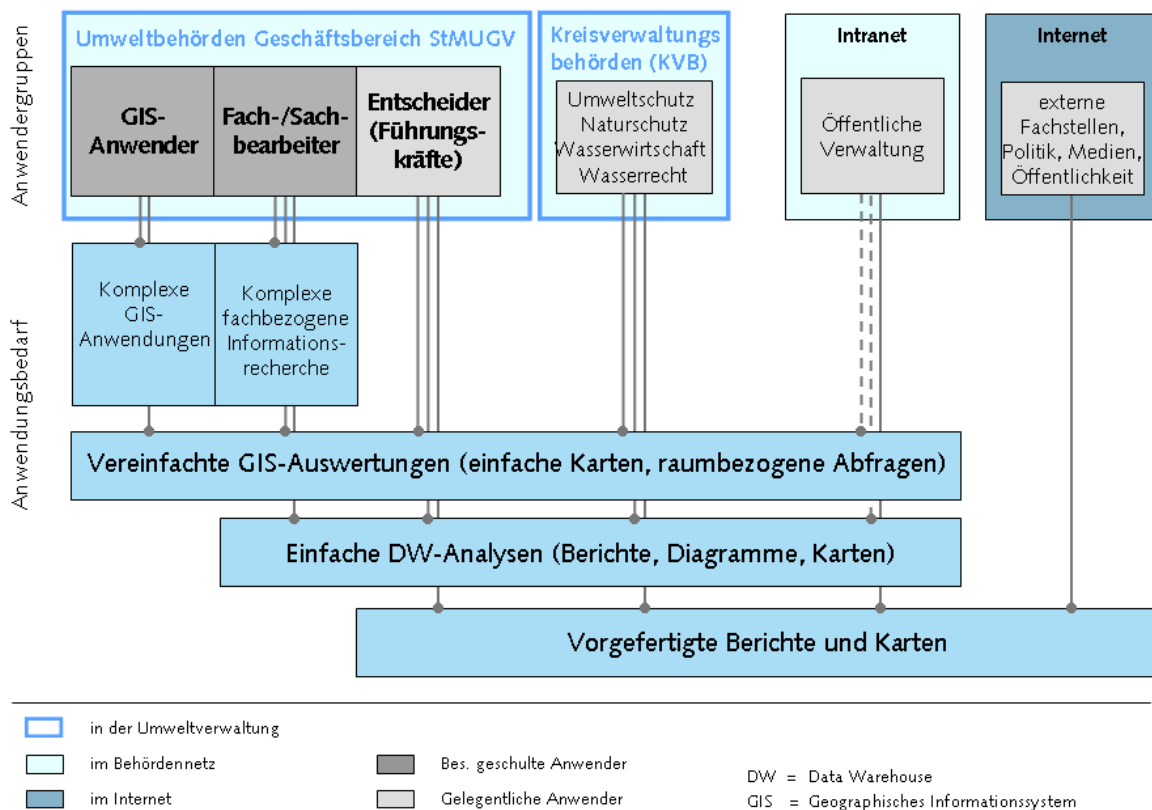 Anwendergruppen
Umweltbehörden Geschäftsbereich StMUGV
GIS-
Anwender
Fach-/Sach-
bearbeiter
Entscheider
(Führungs-
kräfte)
Kreisverwaltungs
behörden (KVB)
Umweltschutz
Naturschutz
Wasserwirtschaft
Wasserrecht
Intranet
Öffentliche
Verwaltung
Internet
externe
Fachstellen,
Politik, Medien,
Öffentlichkeit
Anwendungsbedarf
Komplexe
GIS-
Anwendungen
Komplexe
fachbezogene
Informations-
recherche
Vereinfachte GIS-Auswertungen (einfache Karten, raumbezogene Abfragen)
Einfache DW-Analysen (Berichte, Diagramme, Karten)
Vorgefertigte Berichte und Karten
in der Umweltverwaltung
im Behördennetz
im Internet
Bes. geschulte Anwender
Gelegentliche Anwender
DW = Data Warehouse
GIS = Geographisches Informationssystem